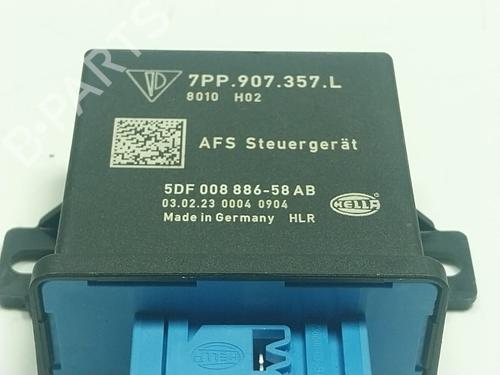 B-PARTS
7PP.907.357.L
8010 H02
AFS Steuergerät
5DF 008 886-58 AB
03.02.23 0004 0904
Made in Germany HLR
HELLA
HELLA